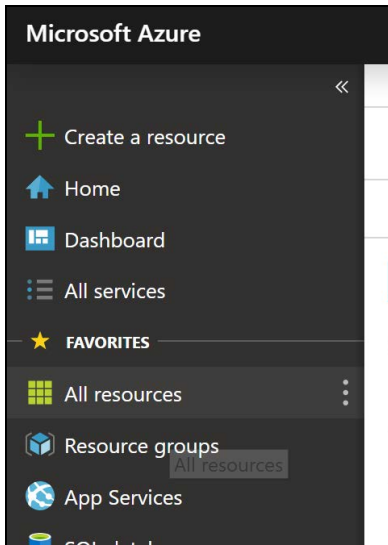 Microsoft Azure
«
Create a resource
Home
Dashboard
All services
FAVORITES
All resources
Resource groups
All resources
App Services